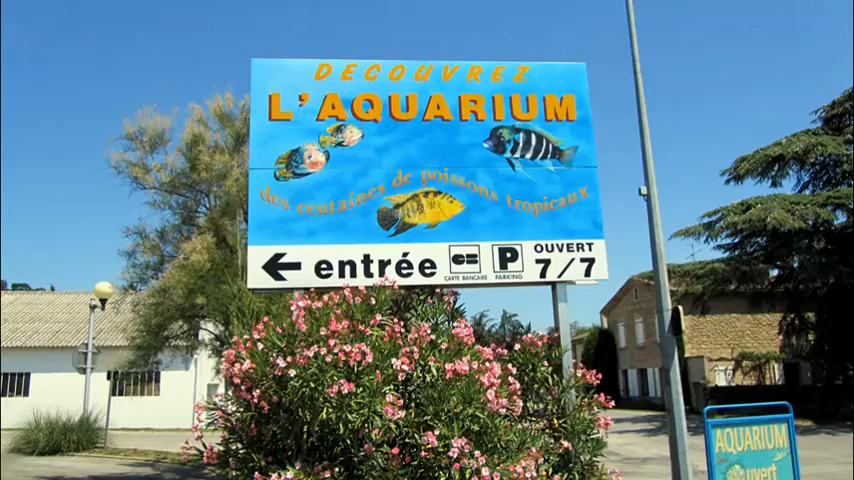 DECOUVREZ
L'AQUARIUM
des centaines de poissons tropicaux
← entrée
CARTE BANCAIRE
P
PARKING
OUVERT
7/7
AQUARIUM
ouvert